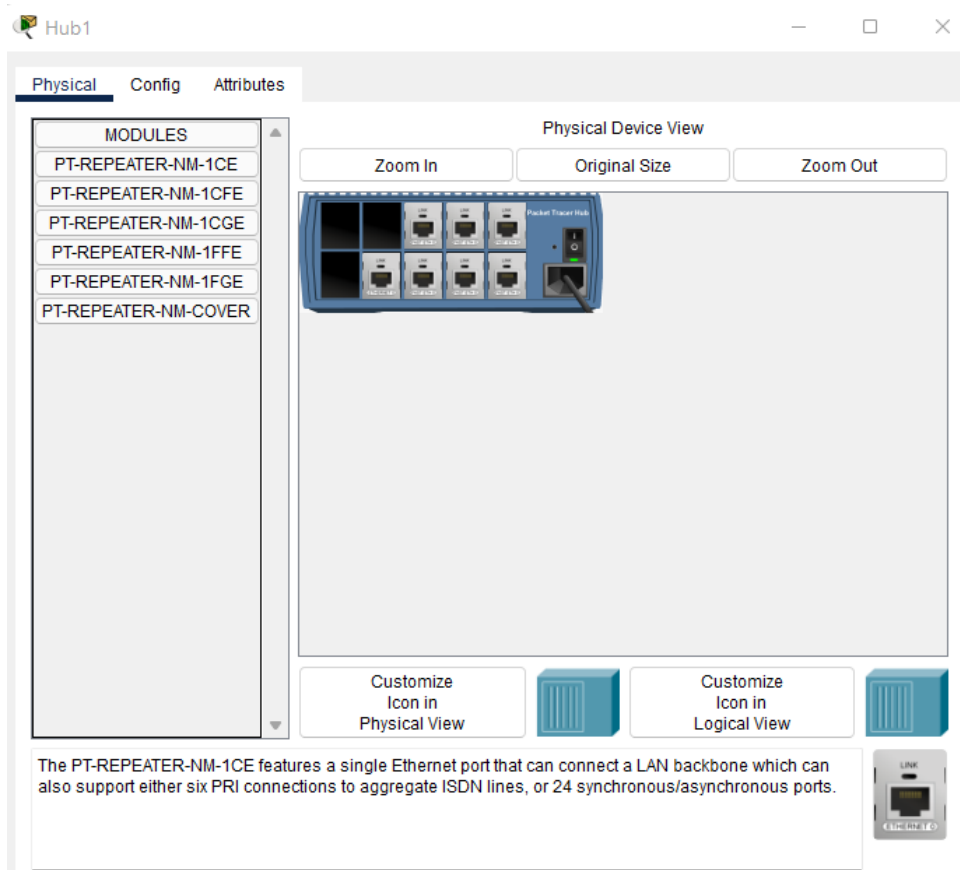 Hub1
Physical Config Attributes
MODULES
PT-REPEATER-NM-1CE
PT-REPEATER-NM-1CFE
PT-REPEATER-NM-1CGE
PT-REPEATER-NM-1FFE
PT-REPEATER-NM-1FGE
PT-REPEATER-NM-COVER
Physical Device View
Zoom In Original Size Zoom Out
Packet Tracer Hub
Customize
Icon in
Physical View
Customize
Icon in
Logical View
The PT-REPEATER-NM-1CE features a single Ethernet port that can connect a LAN backbone which can
also support either six PRI connections to aggregate ISDN lines, or 24 synchronous/asynchronous ports.
LINK
ETHERNET 0